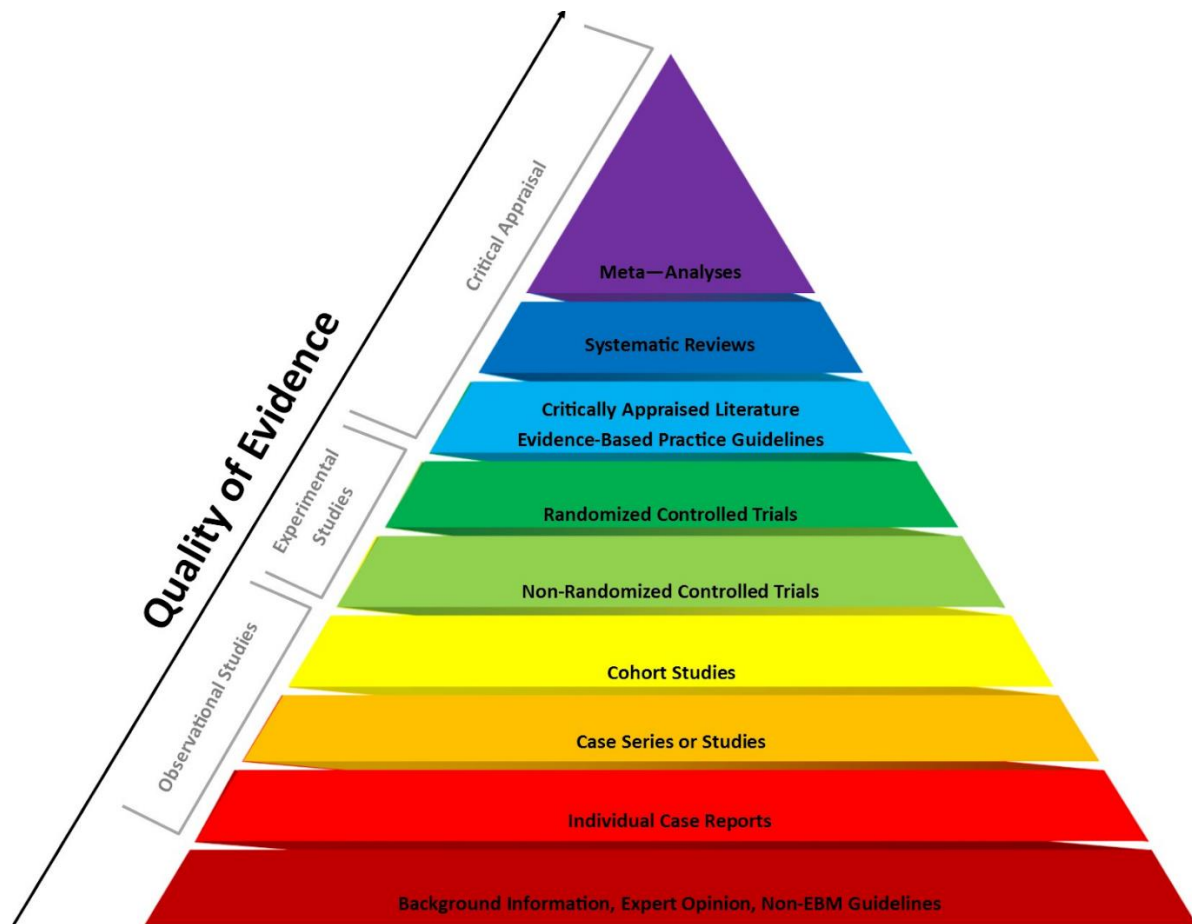 Quality of Evidence
Critical Appraisal
Experimental
Studies
Observational Studies
Meta—Analyses
Systematic Reviews
Critically Appraised Literature
Evidence-Based Practice Guidelines
Randomized Controlled Trials
Non-Randomized Controlled Trials
Cohort Studies
Case Series or Studies
Individual Case Reports
Background Information, Expert Opinion, Non-EBM Guidelines